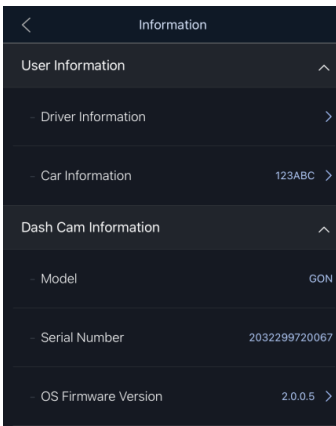 Information
User Information
- Driver Information
- Car Information 123ABC
Dash Cam Information
- Model GON
- Serial Number 2032299720067
- OS Firmware Version 2.0.0.5